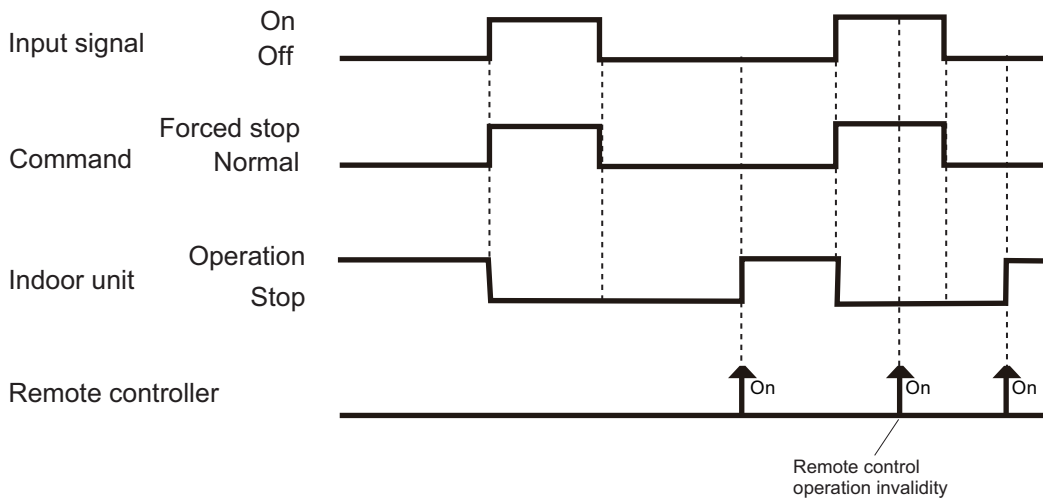 Input signal
On
Off
Command
Forced stop
Normal
Indoor unit
Operation
Stop
Remote controller
On
On
On
Remote control
operation invalidity